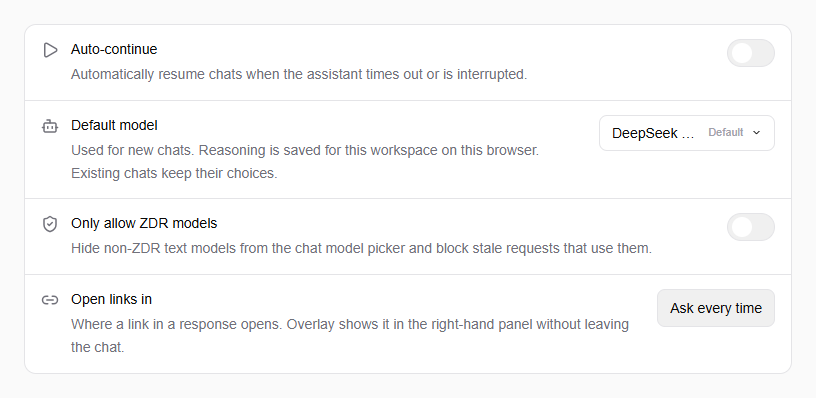 Auto-continue
Automatically resume chats when the assistant times out or is interrupted.
Default model
Used for new chats. Reasoning is saved for this workspace on this browser.
Existing chats keep their choices.
DeepSeek ... Default
Only allow ZDR models
Hide non-ZDR text models from the chat model picker and block stale requests that use them.
Open links in
Where a link in a response opens. Overlay shows it in the right-hand panel without leaving
the chat.
Ask every time